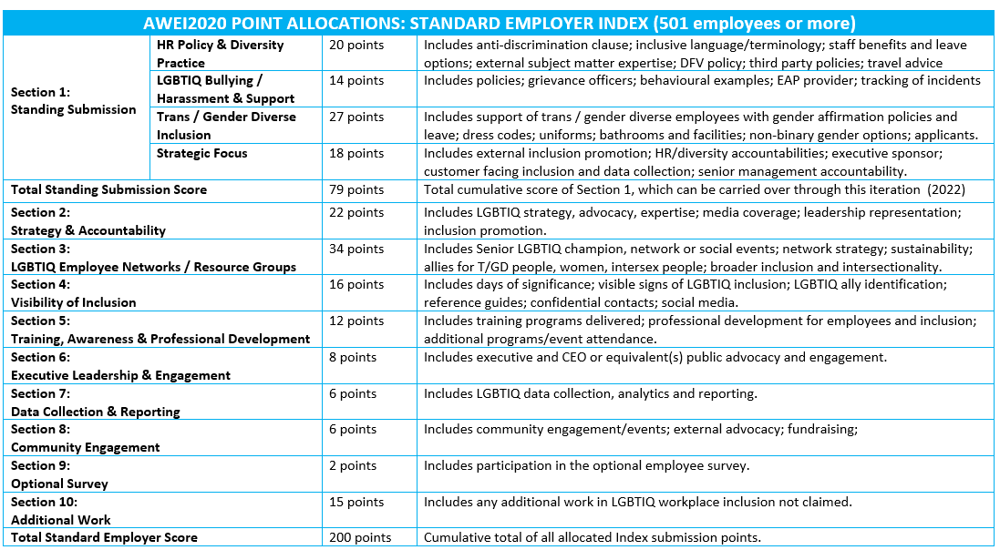 AWEI2020 POINT ALLOCATIONS: STANDARD EMPLOYER INDEX (501 employees or more)
Section 1:
Standing Submission
HR Policy & Diversity
Practice
20 points
Includes anti-discrimination clause; inclusive language/terminology; staff benefits and leave
options; external subject matter expertise; DFV policy; third party policies; travel advice
LGBTIQ Bullying /
Harassment & Support
14 points
Includes policies; grievance officers; behavioural examples; EAP provider; tracking of incidents
Trans / Gender Diverse
Inclusion
27 points
Includes support of trans / gender diverse employees with gender affirmation policies and
leave; dress codes; uniforms; bathrooms and facilities; non-binary gender options; applicants.
Strategic Focus
18 points
Includes external inclusion promotion; HR/diversity accountabilities; executive sponsor;
customer facing inclusion and data collection; senior management accountability.
Total Standing Submission Score
79 points
Total cumulative score of Section 1, which can be carried over through this iteration (2022)
Section 2:
Strategy & Accountability
22 points
Includes LGBTIQ strategy, advocacy, expertise; media coverage; leadership representation;
inclusion promotion.
Section 3:
LGBTIQ Employee Networks / Resource Groups
34 points
Includes Senior LGBTIQ champion, network or social events; network strategy; sustainability;
allies for T/GD people, women, intersex people; broader inclusion and intersectionality.
Section 4:
Visibility of Inclusion
16 points
Includes days of significance; visible signs of LGBTIQ inclusion; LGBTIQ ally identification;
reference guides; confidential contacts; social media.
Section 5:
Training, Awareness & Professional Development
12 points
Includes training programs delivered; professional development for employees and inclusion;
additional programs/event attendance.
Section 6:
Executive Leadership & Engagement
8 points
Includes executive and CEO or equivalent(s) public advocacy and engagement.
Section 7:
Data Collection & Reporting
6 points
Includes LGBTIQ data collection, analytics and reporting.
Section 8:
Community Engagement
6 points
Includes community engagement/events; external advocacy; fundraising;
Section 9:
Optional Survey
2 points
Includes participation in the optional employee survey.
Section 10:
Additional Work
15 points
Includes any additional work in LGBTIQ workplace inclusion not claimed.
Total Standard Employer Score
200 points
Cumulative total of all allocated Index submission points.